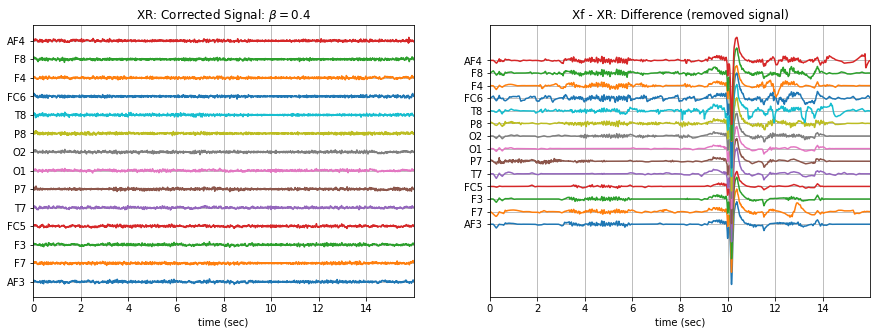 XR: Corrected Signal: β = 0.4
AF4
F8
F4
FC6
T8
P8
O2
O1
P7
T7
FC5
F3
F7
AF3
0 2 4 6 8 10 12 14
time (sec)
Xf - XR: Difference (removed signal)
AF4
F8
F4
FC6
T8
P8
O2
O1
P7
T7
FC5
F3
F7
AF3
0 2 4 6 8 10 12 14
time (sec)